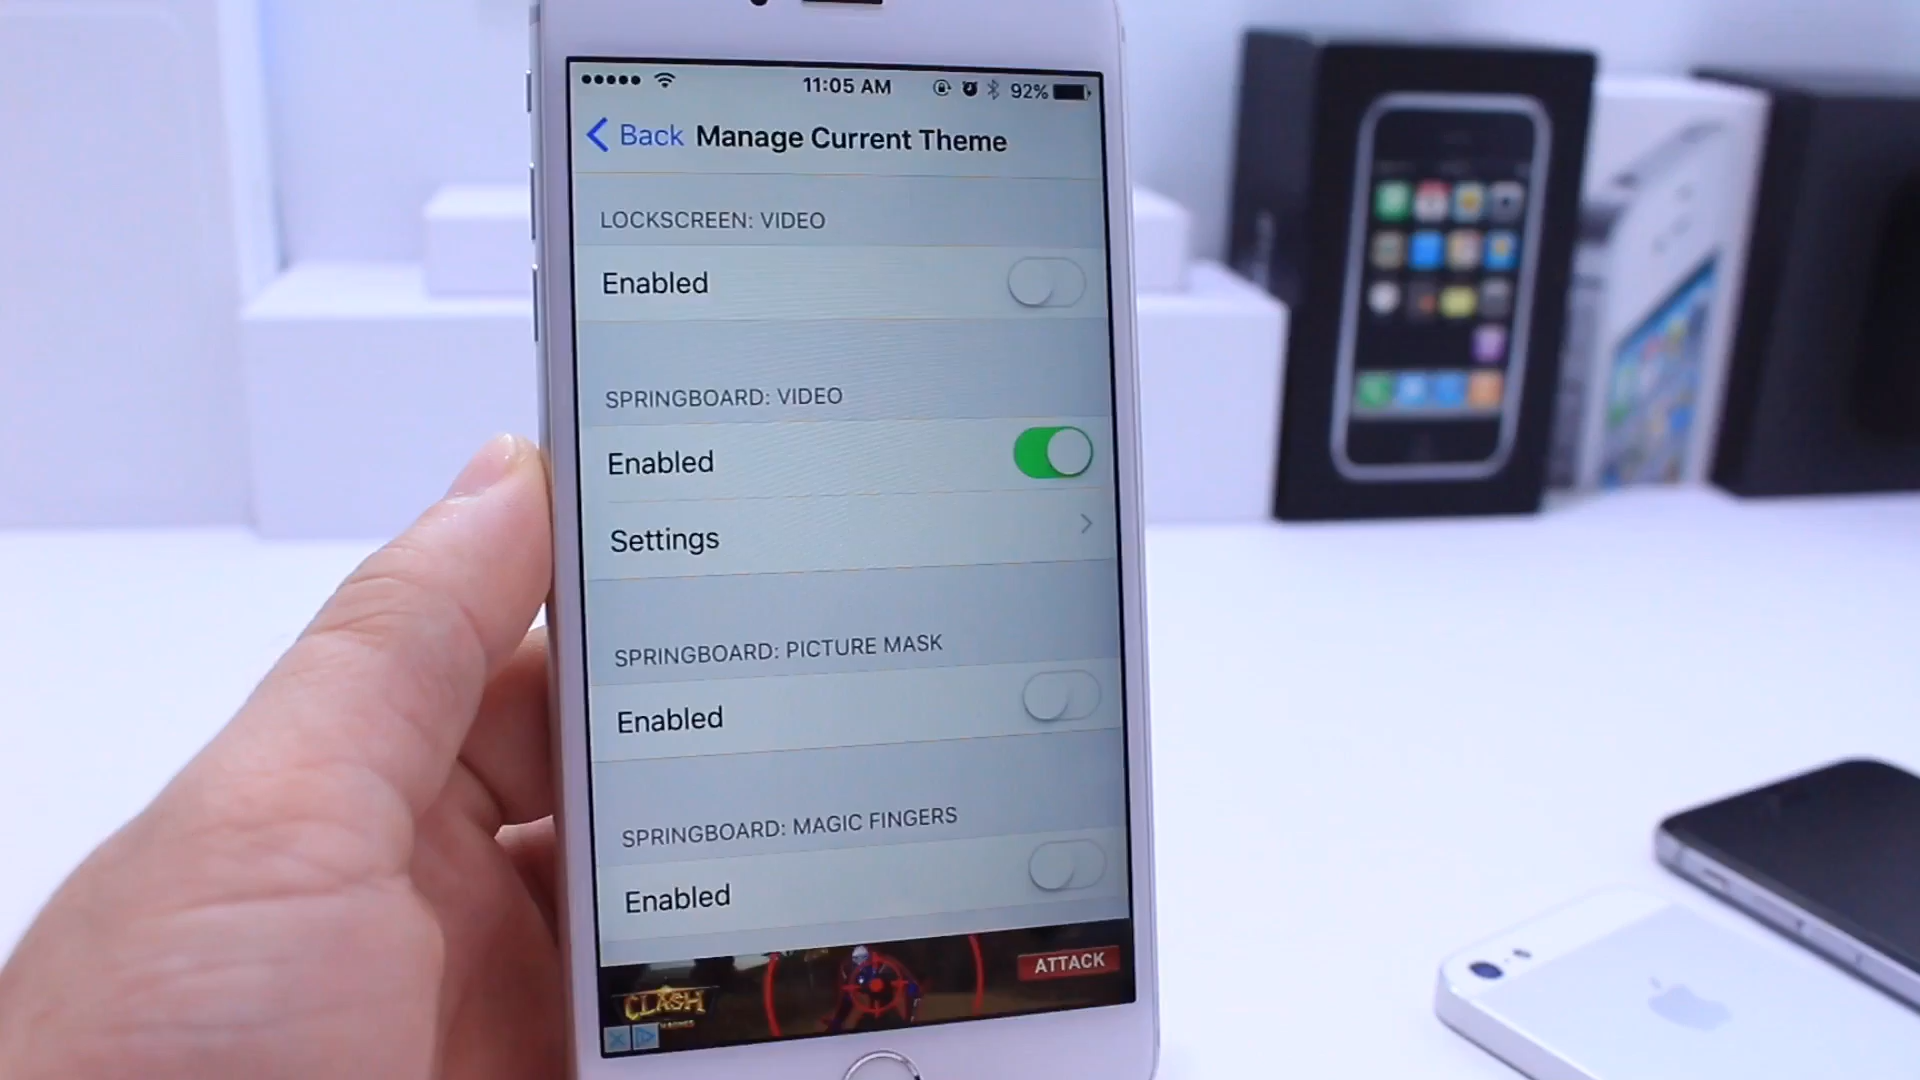 11:05 AM 92%
Back Manage Current Theme
LOCKSCREEN: VIDEO
Enabled
SPRINGBOARD: VIDEO
Enabled
Settings
SPRINGBOARD: PICTURE MASK
Enabled
SPRINGBOARD: MAGIC FINGERS
Enabled
ATTACK
CLASH